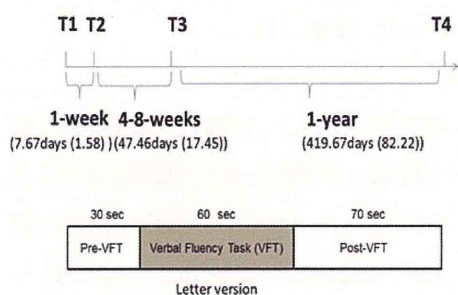 T1 T2 T3 T4
1-week 4-8-weeks 1-year
(7.67days (1.58) )(47.46days (17.45)) (419.67days (82.22))
30 sec 60 sec 70 sec
Pre-VFT Verbal Fluency Task (VFT) Post-VFT
Letter version